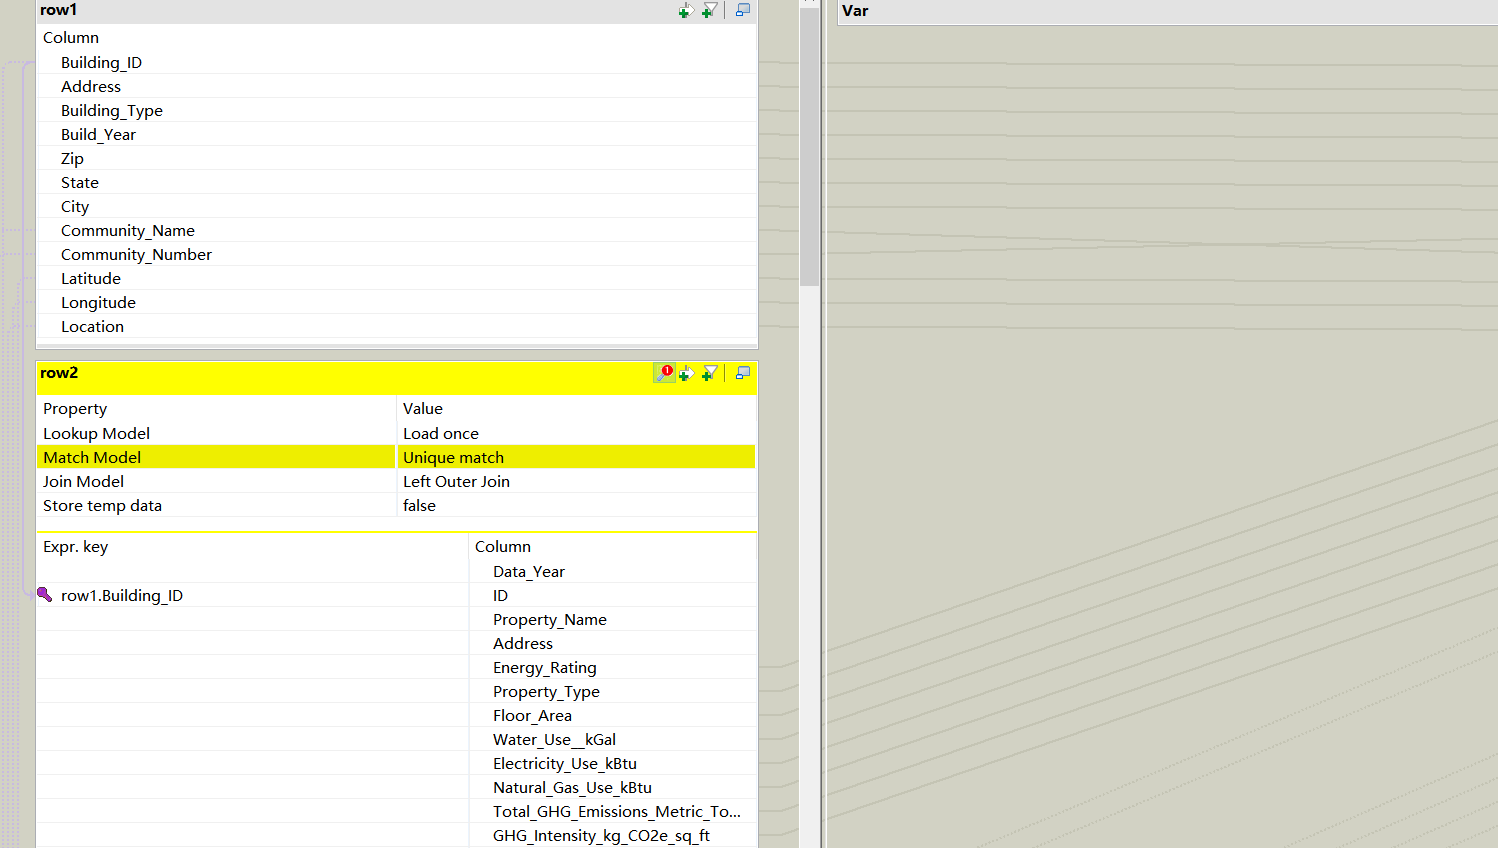 row1
Column
Building_ID
Address
Building_Type
Build_Year
Zip
State
City
Community_Name
Community_Number
Latitude
Longitude
Location
Var
row2
1
Property Value
Lookup Model Load once
Match Model Unique match
Join Model Left Outer Join
Store temp data false
Expr. key Column
Data_Year
row1.Building_ID ID
Property_Name
Address
Energy_Rating
Property_Type
Floor_Area
Water_Use__kGal
Electricity_Use_kBtu
Natural_Gas_Use_kBtu
Total_GHG_Emissions_Metric_To...
GHG_Intensity_kg_CO2e_sq_ft